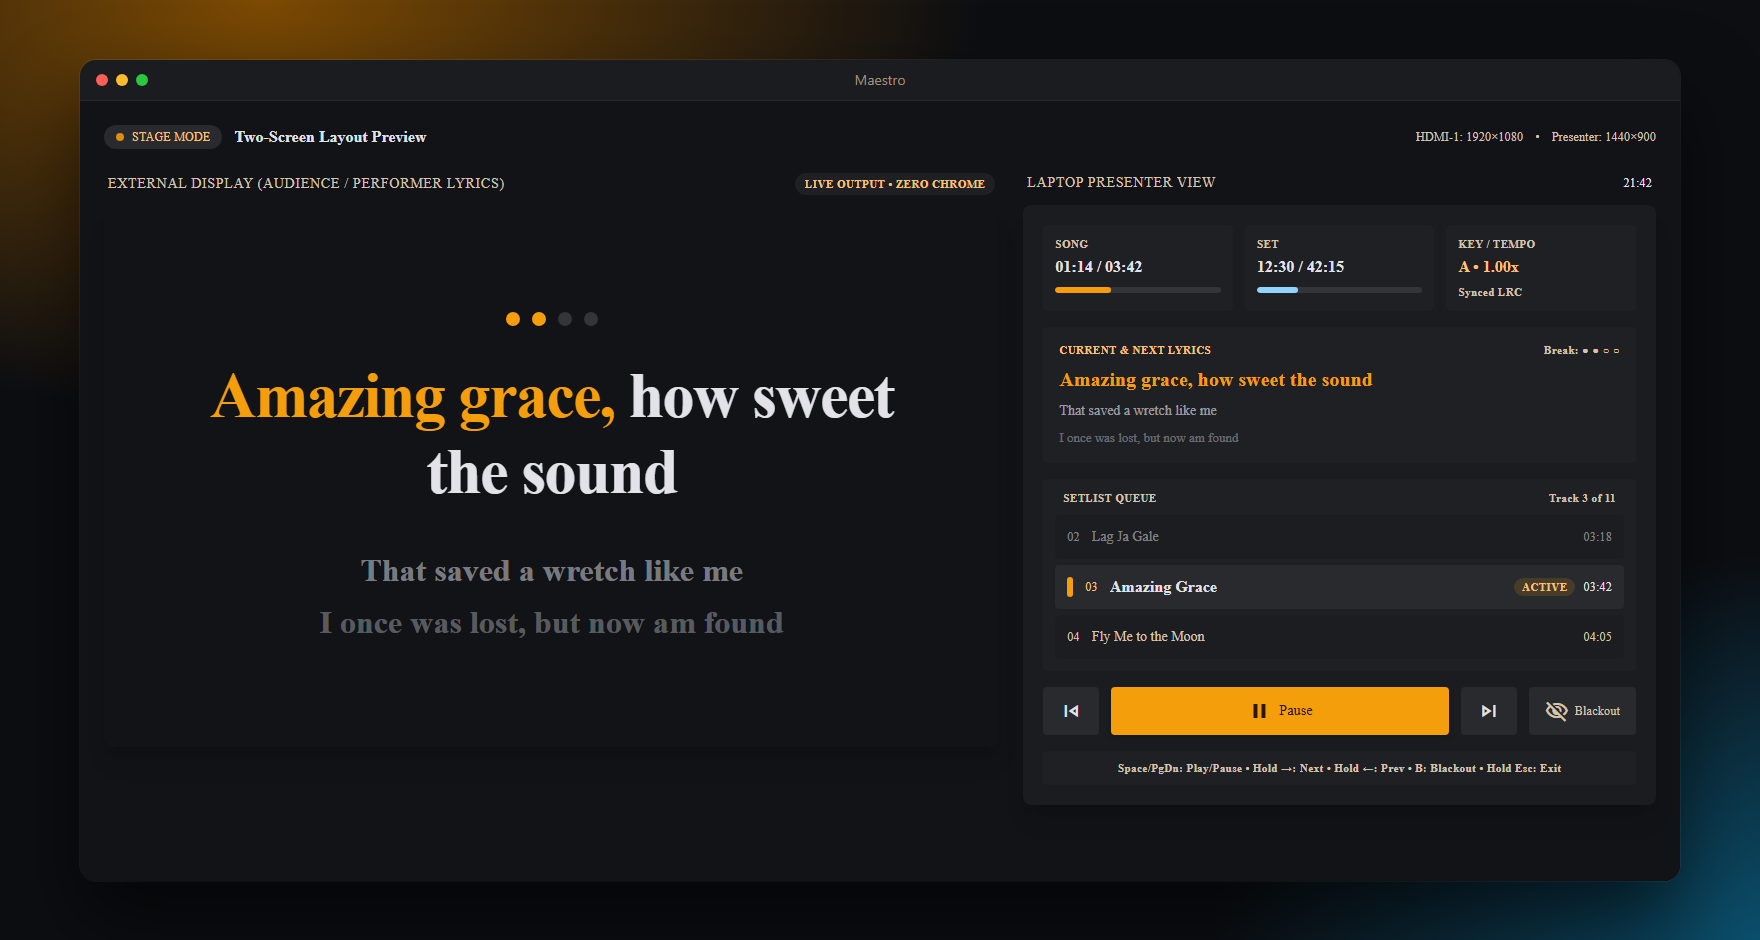 Maestro
STAGE MODE
Two-Screen Layout Preview
HDMI-1: 1920×1080 • Presenter: 1440×900
EXTERNAL DISPLAY (AUDIENCE / PERFORMER LYRICS)
LIVE OUTPUT • ZERO CHROME
Amazing grace, how sweet
the sound
That saved a wretch like me
I once was lost, but now am found
LAPTOP PRESENTER VIEW
21:42
SONG
01:14 / 03:42
SET
12:30 / 42:15
KEY / TEMPO
A • 1.00x
Synced LRC
CURRENT & NEXT LYRICS
Break: ● ● ○ ○
Amazing grace, how sweet the sound
That saved a wretch like me
I once was lost, but now am found
SETLIST QUEUE
Track 3 of 11
02 Lag Ja Gale 03:18
03 Amazing Grace ACTIVE 03:42
04 Fly Me to the Moon 04:05
Pause
Blackout
Space/PgDn: Play/Pause • Hold →: Next • Hold ←: Prev • B: Blackout • Hold Esc: Exit